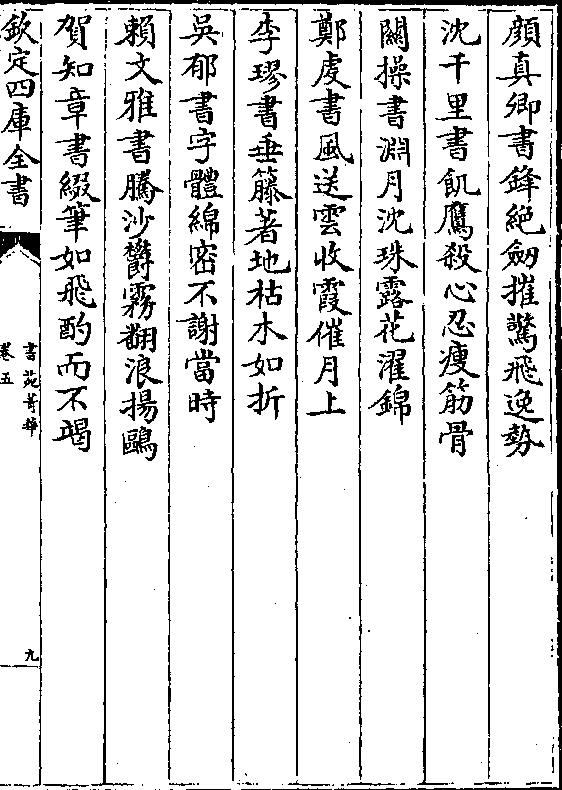 顔真卿書鋒絕劒摧驚飛逸勢
沈千里書飢鷹殺心忍瘦筋骨
關操書淵月沈珠露花濯錦
鄭虔書風送雲收霞催月上
李璆書垂籐著地枯木如折
吳郁書字體綿密不謝當時
賴文雅書騰沙欝霧翻浪揚鷗
賀知章書綴筆如飛酌而不竭
欽定四庫全書
書苑菁華
卷五
九